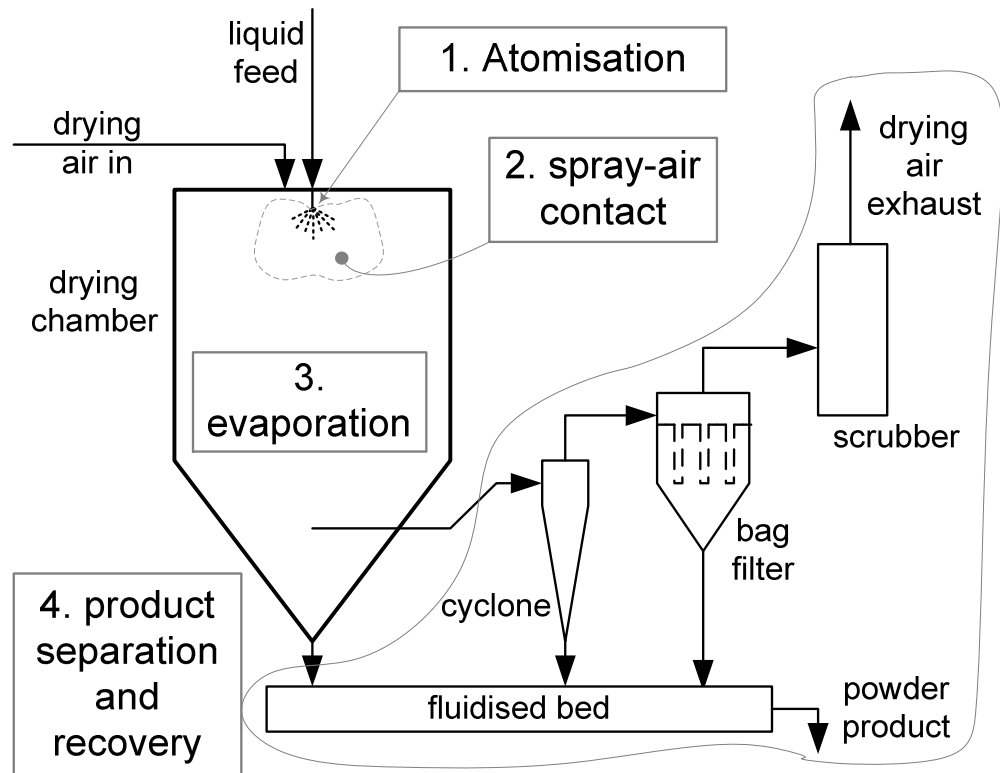 liquid
feed
1. Atomisation
drying
air in
2. spray-air
contact
drying
air
exhaust
drying
chamber
3.
evaporation
scrubber
bag
filter
cyclone
4. product
separation
and
recovery
fluidised bed
powder
product